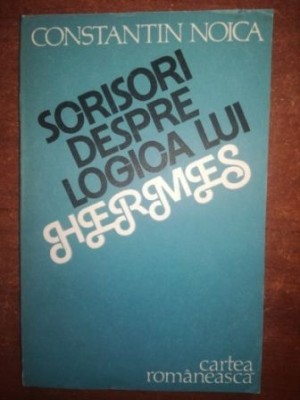 CONSTANTIN NOICA
SCRISORI
DESPRE
LOGICA LUI
HERMES
cartea
românească